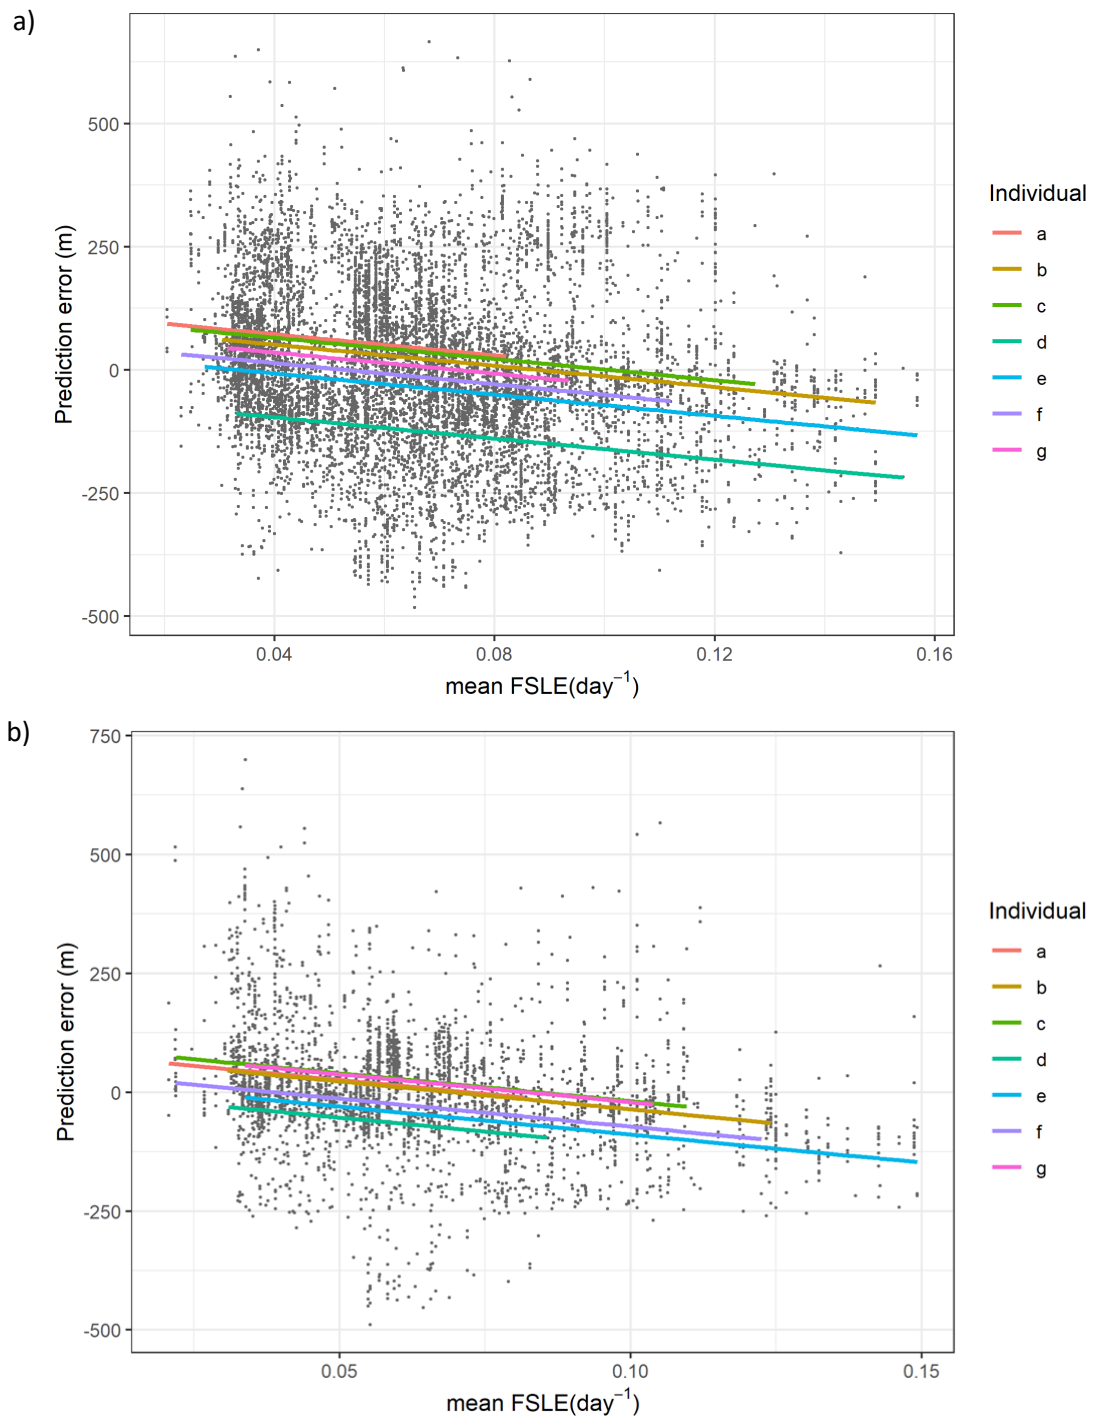 a)
500
250
0
-250
-500
Prediction error (m)
0.04 0.08 0.12 0.16
mean FSLE(day⁻¹)
Individual
a
b
c
d
e
f
g
b)
750
500
250
0
-250
-500
Prediction error (m)
0.05 0.10 0.15
mean FSLE(day⁻¹)
Individual
a
b
c
d
e
f
g